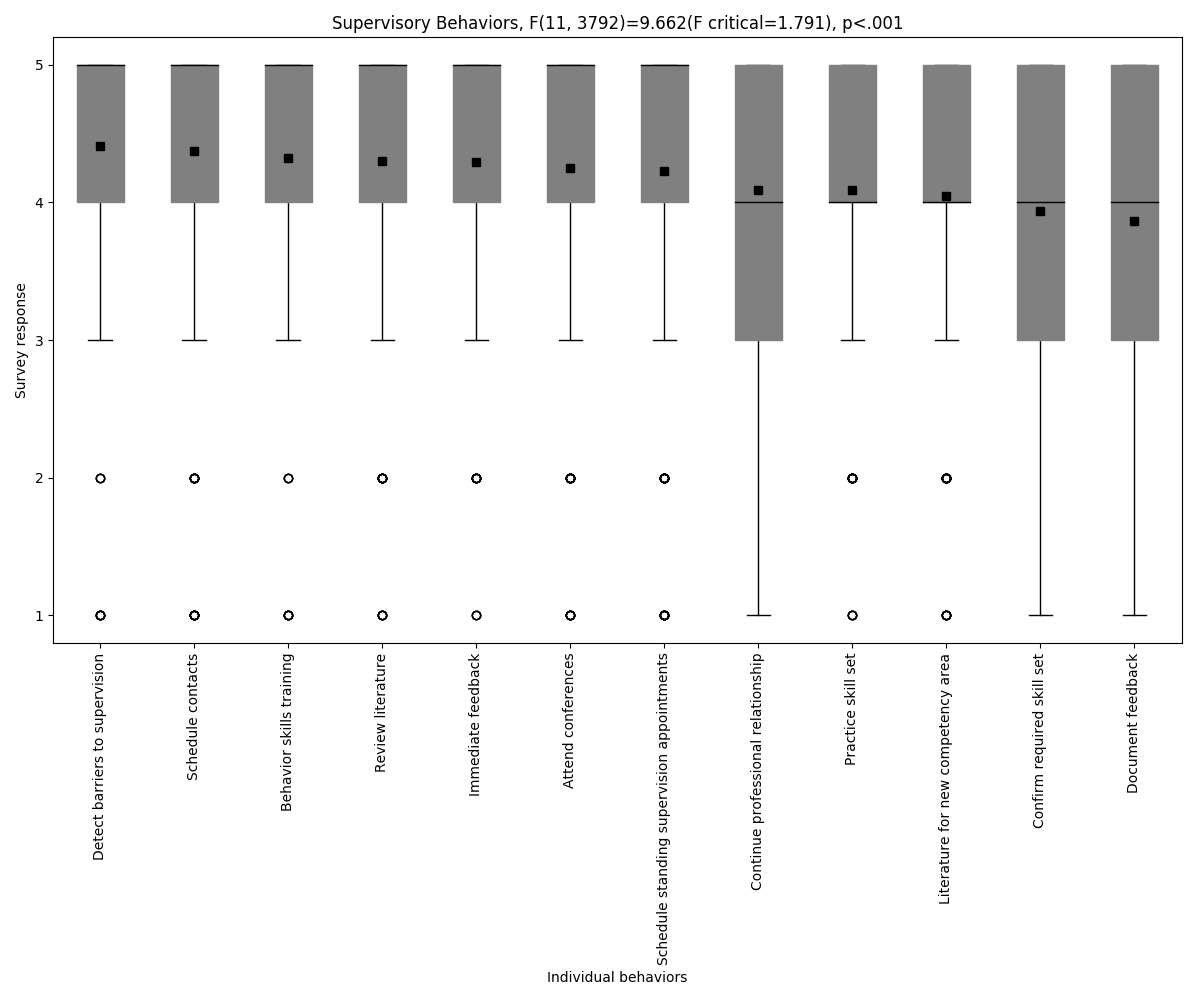 Supervisory Behaviors, F(11, 3792)=9.662(F critical=1.791), p<.001
Survey response
5
4
3
2
1
Detect barriers to supervision
Schedule contacts
Behavior skills training
Review literature
Immediate feedback
Attend conferences
Schedule standing supervision appointments
Continue professional relationship
Practice skill set
Literature for new competency area
Confirm required skill set
Document feedback
Individual behaviors